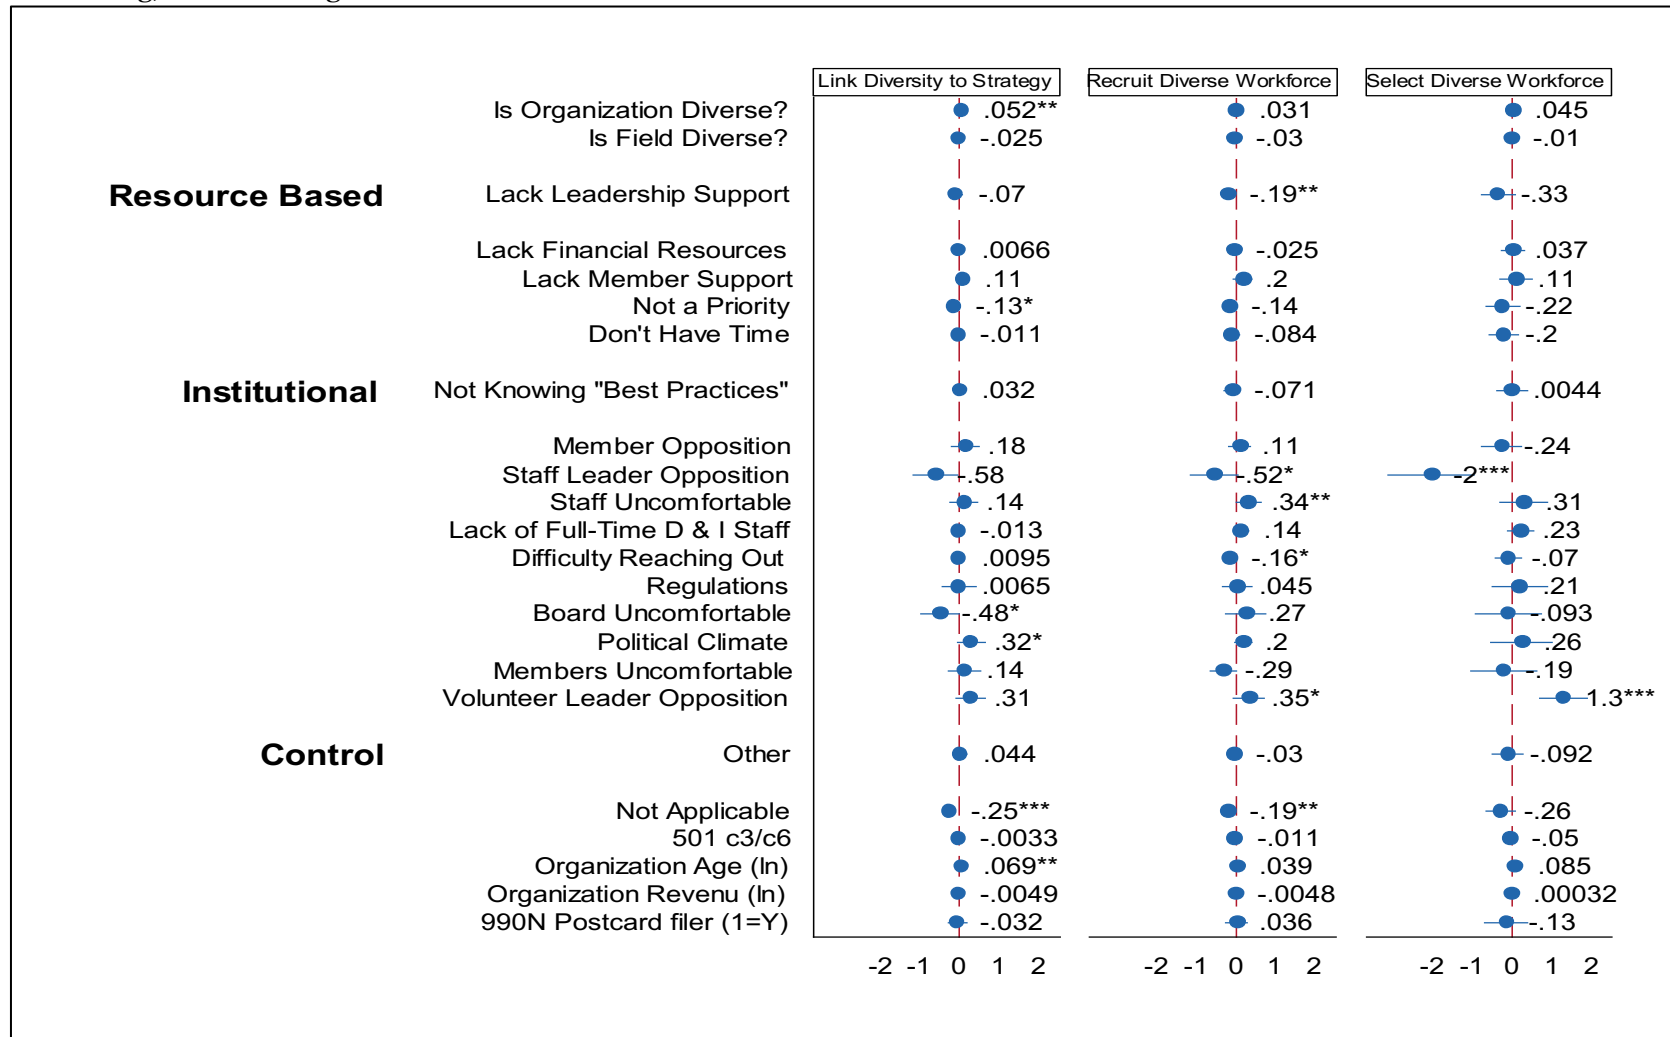 Link Diversity to Strategy Recruit Diverse Workforce Select Diverse Workforce
Is Organization Diverse? .052** .031 .045
Is Field Diverse? -.025 -.03 -.01
Resource Based Lack Leadership Support -.07 -.19** -.33
Lack Financial Resources .0066 -.025 .037
Lack Member Support .11 .2 .11
Not a Priority -.13* -.14 -.22
Don't Have Time -.011 -.084 -.2
Institutional Not Knowing "Best Practices" .032 -.071 .0044
Member Opposition .18 .11 -.24
Staff Leader Opposition -.58 -.52* -2***
Staff Uncomfortable .14 .34** .31
Lack of Full-Time D & I Staff -.013 .14 .23
Difficulty Reaching Out .0095 -.16* -.07
Regulations .0065 .045 .21
Board Uncomfortable -.48* .27 -.093
Political Climate .32* .2 .26
Members Uncomfortable .14 -.29 -.19
Volunteer Leader Opposition .31 .35* 1.3***
Control Other .044 -.03 -.092
Not Applicable -.25*** -.19** -.26
501 c3/c6 -.0033 -.011 -.05
Organization Age (ln) .069** .039 .085
Organization Revenu (ln) -.0049 -.0048 .00032
990N Postcard filer (1=Y) -.032 .036 -.13
-2 -1 0 1 2 -2 -1 0 1 2 -2 -1 0 1 2